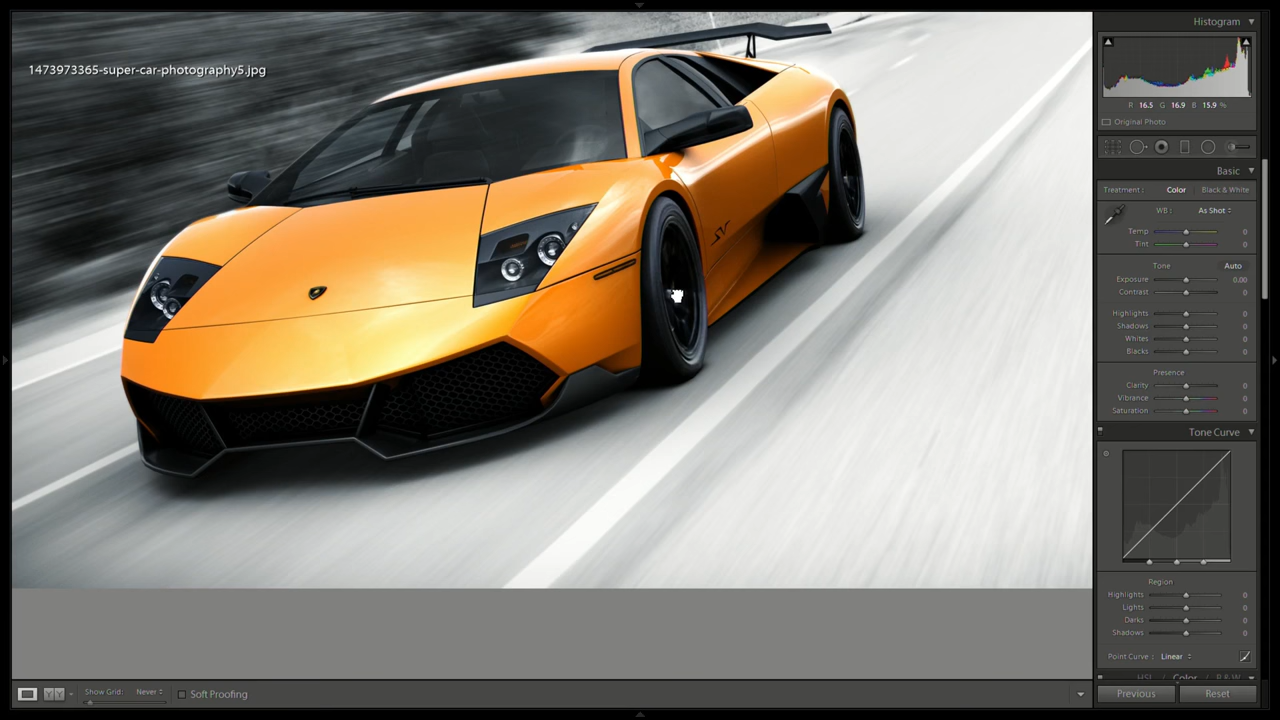 Histogram
1473973365-super-car-photography5.jpg
R 16.5 G 16.9 B 15.9 %
Original Photo
Basic
Treatment : Color Black & White
WB : As Shot
Temp 0
Tint 0
Tone Auto
Exposure 0.00
Contrast 0
Highlights 0
Shadows 0
Whites 0
Blacks 0
Presence
Clarity 0
Vibrance 0
Saturation 0
Tone Curve
SV
Region
Highlights 0
Lights 0
Darks 0
Shadows 0
Point Curve : Linear
HSL / Color / B & W
Show Grid: Never Soft Proofing
Y Y
Previous Reset